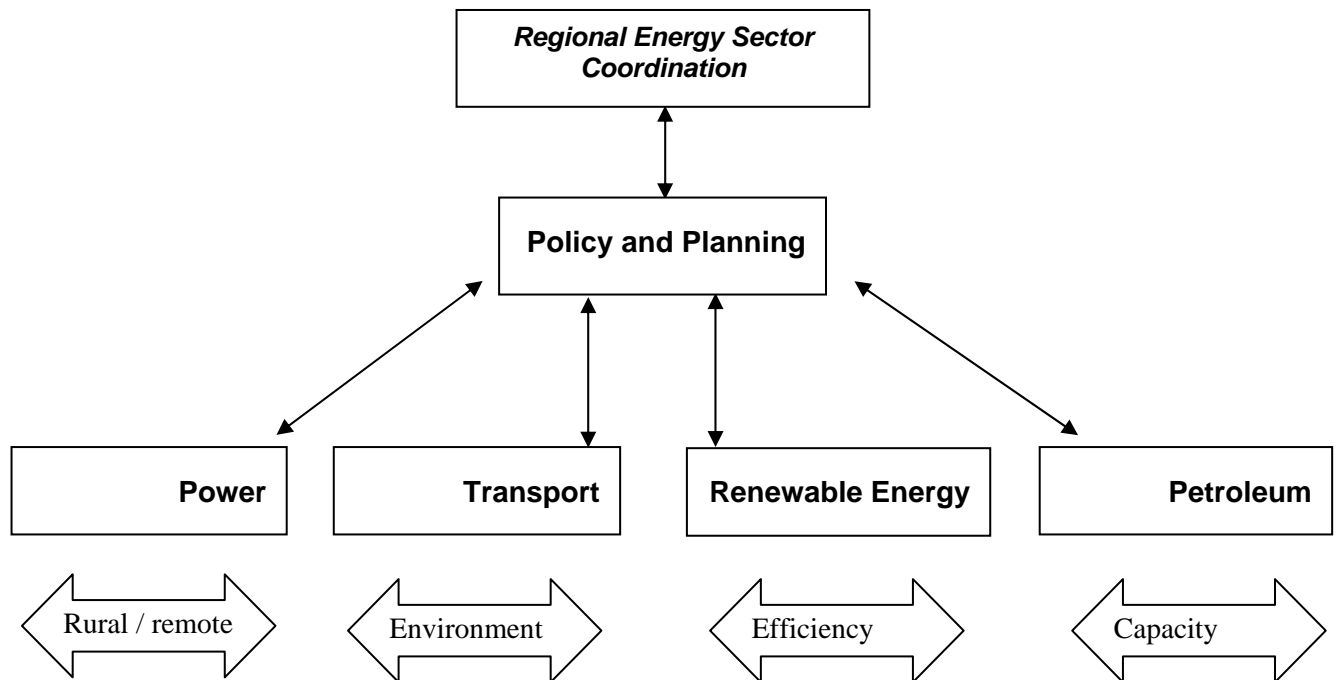 Regional Energy Sector
Coordination
Policy and Planning
Power
Transport
Renewable Energy
Petroleum
Rural / remote
Environment
Efficiency
Capacity